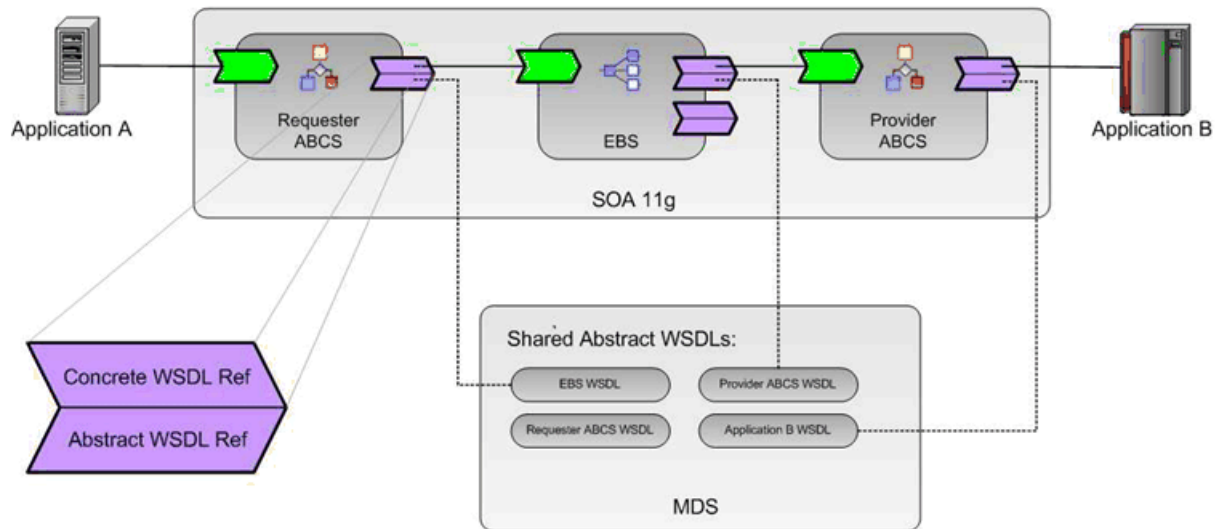 Application A
Requester
ABCS
EBS
Provider
ABCS
Application B
SOA 11g
Concrete WSDL Ref
Abstract WSDL Ref
Shared Abstract WSDLs:
EBS WSDL
Provider ABCS WSDL
Requester ABCS WSDL
Application B WSDL
MDS